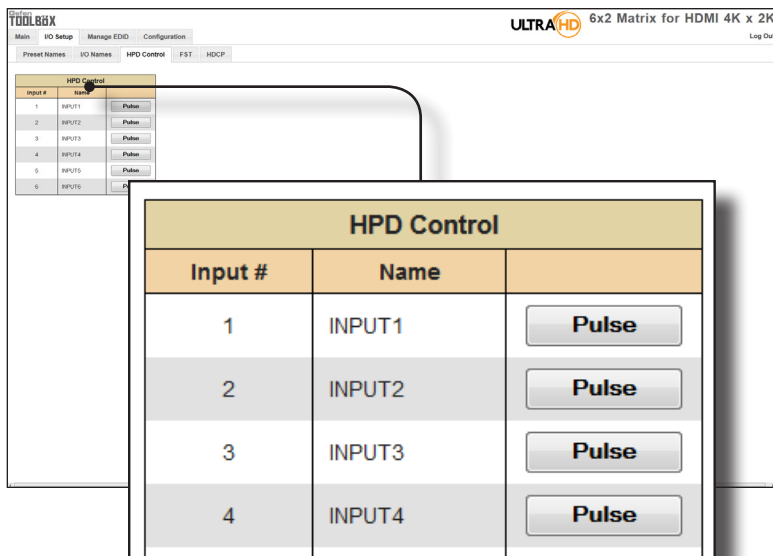 Gefen
TOOLBOX
ULTRA HD 6x2 Matrix for HDMI 4K x 2K
Main I/O Setup Manage EDID Configuration
Log Out
Preset Names I/O Names HPD Control FST HDCP
HPD Control
Input # Name
1 INPUT1 Pulse
2 INPUT2 Pulse
3 INPUT3 Pulse
4 INPUT4 Pulse
5 INPUT5 Pulse
6 INPUT6
HPD Control
Input # Name
1 INPUT1 Pulse
2 INPUT2 Pulse
3 INPUT3 Pulse
4 INPUT4 Pulse